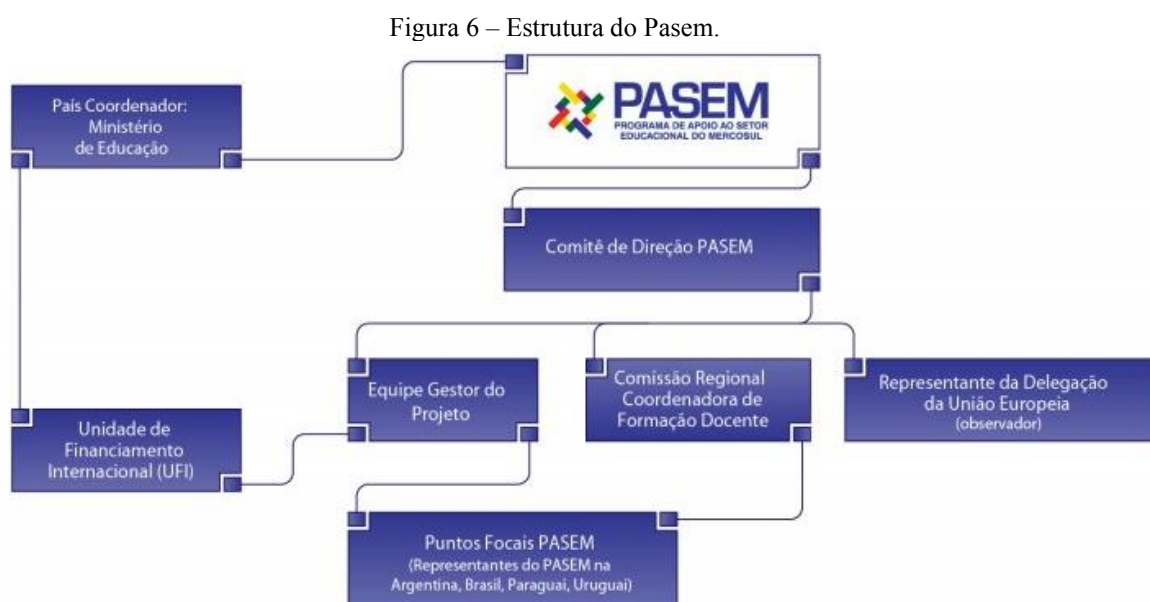 Figura 6 – Estrutura do Pasem.
País Coordenador:
Ministério
de Educação
PASEM
PROGRAMA DE APOIO AO SETOR
EDUCACIONAL DO MERCOSUL
Comitê de Direção PASEM
Equipe Gestor do
Projeto
Comissão Regional
Coordenadora de
Formação Docente
Representante da Delegação
da União Europeia
(observador)
Unidade de
Financiamento
Internacional (UFI)
Puntos Focais PASEM
(Representantes do PASEM na
Argentina, Brasil, Paraguai, Uruguai)